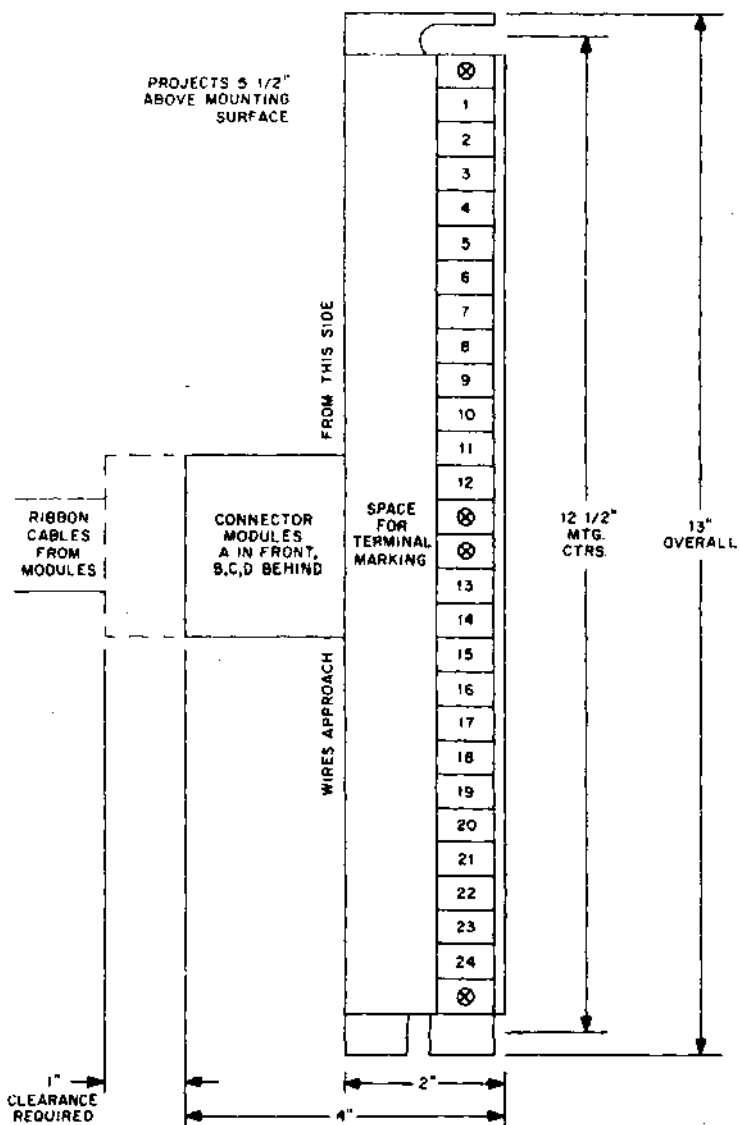 PROJECTS 5 1/2"
ABOVE MOUNTING
SURFACE
⊗
1
2
3
4
5
6
7
8
9
10
11
12
⊗
⊗
13
14
15
16
17
18
19
20
21
22
23
24
⊗
FROM THIS SIDE
WIRES APPROACH
RIBBON
CABLES
FROM
MODULES
CONNECTOR
MODULES
A IN FRONT,
B,C,D BEHIND
SPACE
FOR
TERMINAL
MARKING
12 1/2"
MTG.
CTRS.
13"
OVERALL
1"
CLEARANCE
REQUIRED
2"
4"